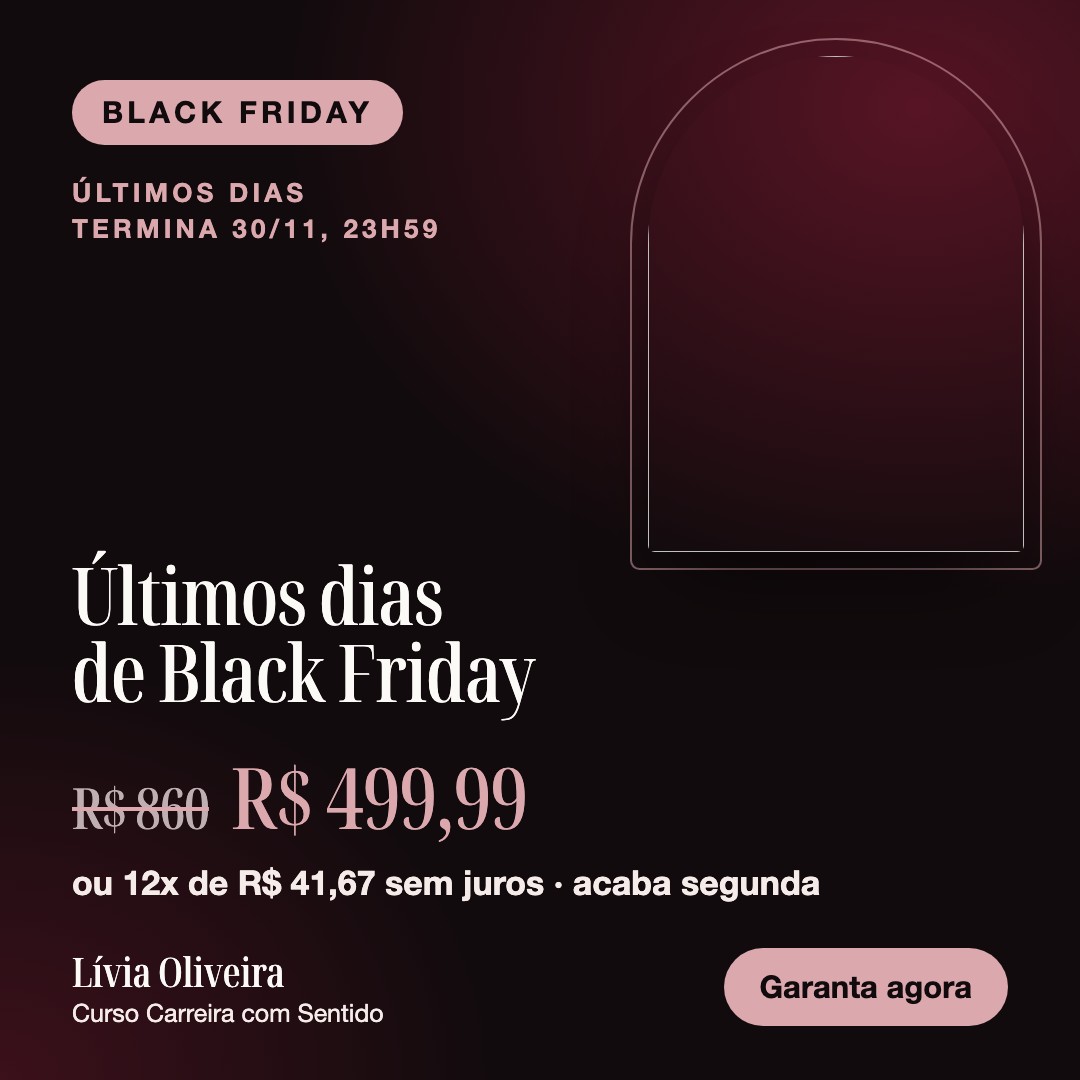 BLACK FRIDAY
ÚLTIMOS DIAS
TERMINA 30/11, 23H59
Últimos dias
de Black Friday
R$ 860 R$ 499,99
ou 12x de R$ 41,67 sem juros · acaba segunda
Lívia Oliveira
Curso Carreira com Sentido
Garanta agora